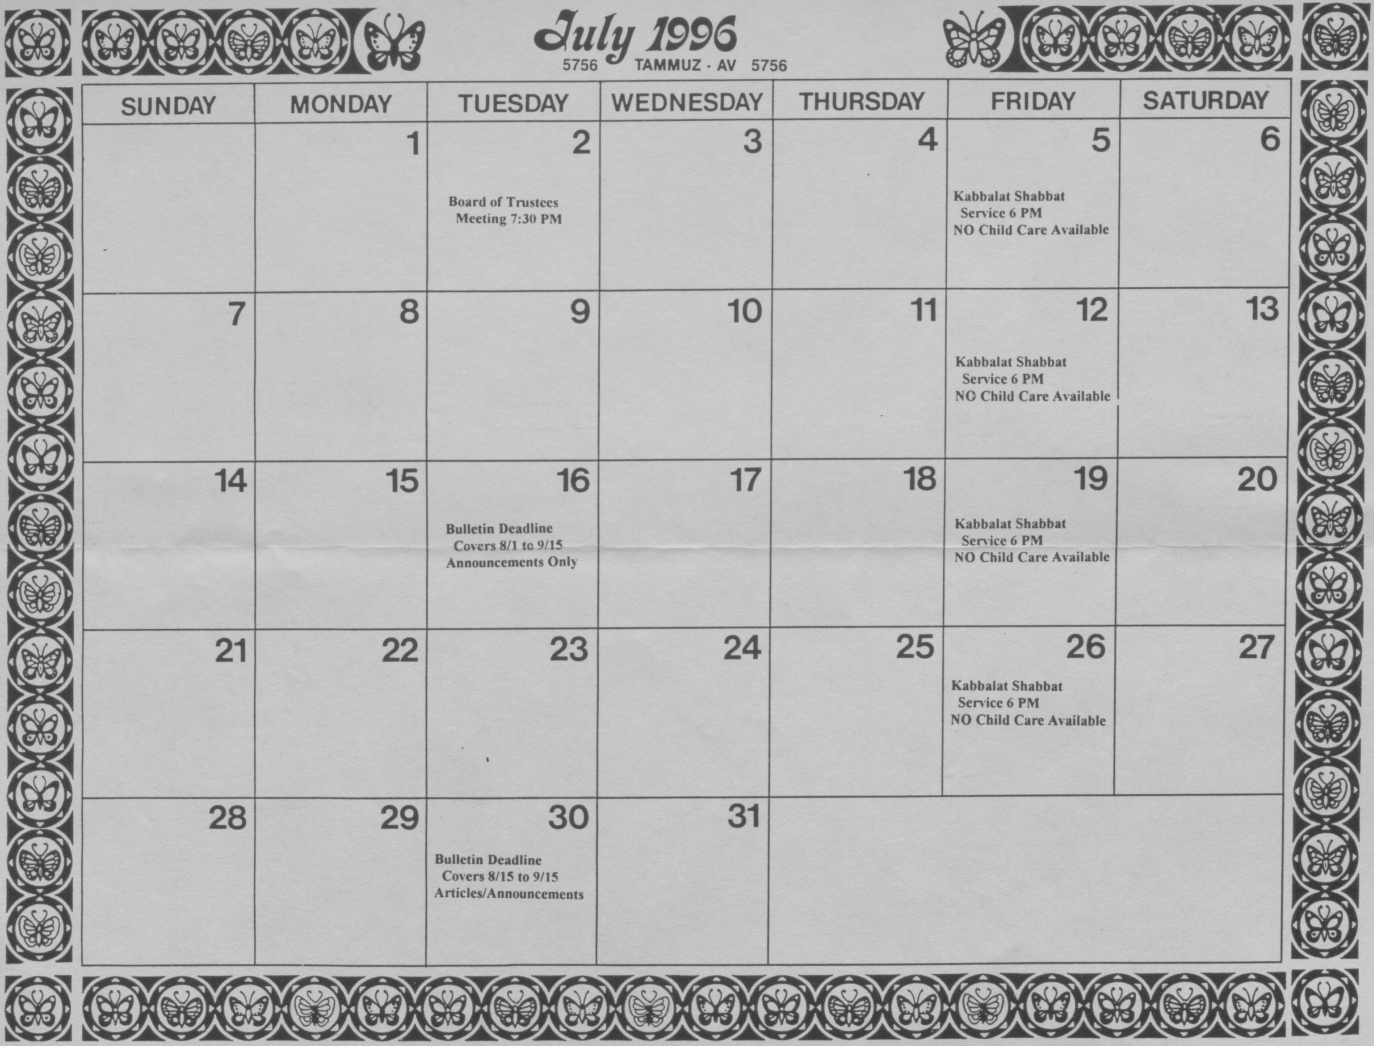 July 1996
5756 TAMMUZ - AV 5756
SUNDAY MONDAY TUESDAY WEDNESDAY THURSDAY FRIDAY SATURDAY
1 2 3 4 5 6
Board of Trustees
Meeting 7:30 PM
Kabbalat Shabbat
Service 6 PM
NO Child Care Available
7 8 9 10 11 12 13
Kabbalat Shabbat
Service 6 PM
NO Child Care Available
14 15 16 17 18 19 20
Bulletin Deadline
Covers 8/1 to 9/15
Announcements Only
Kabbalat Shabbat
Service 6 PM
NO Child Care Available
21 22 23 24 25 26 27
Kabbalat Shabbat
Service 6 PM
NO Child Care Available
28 29 30 31
Bulletin Deadline
Covers 8/15 to 9/15
Articles/Announcements